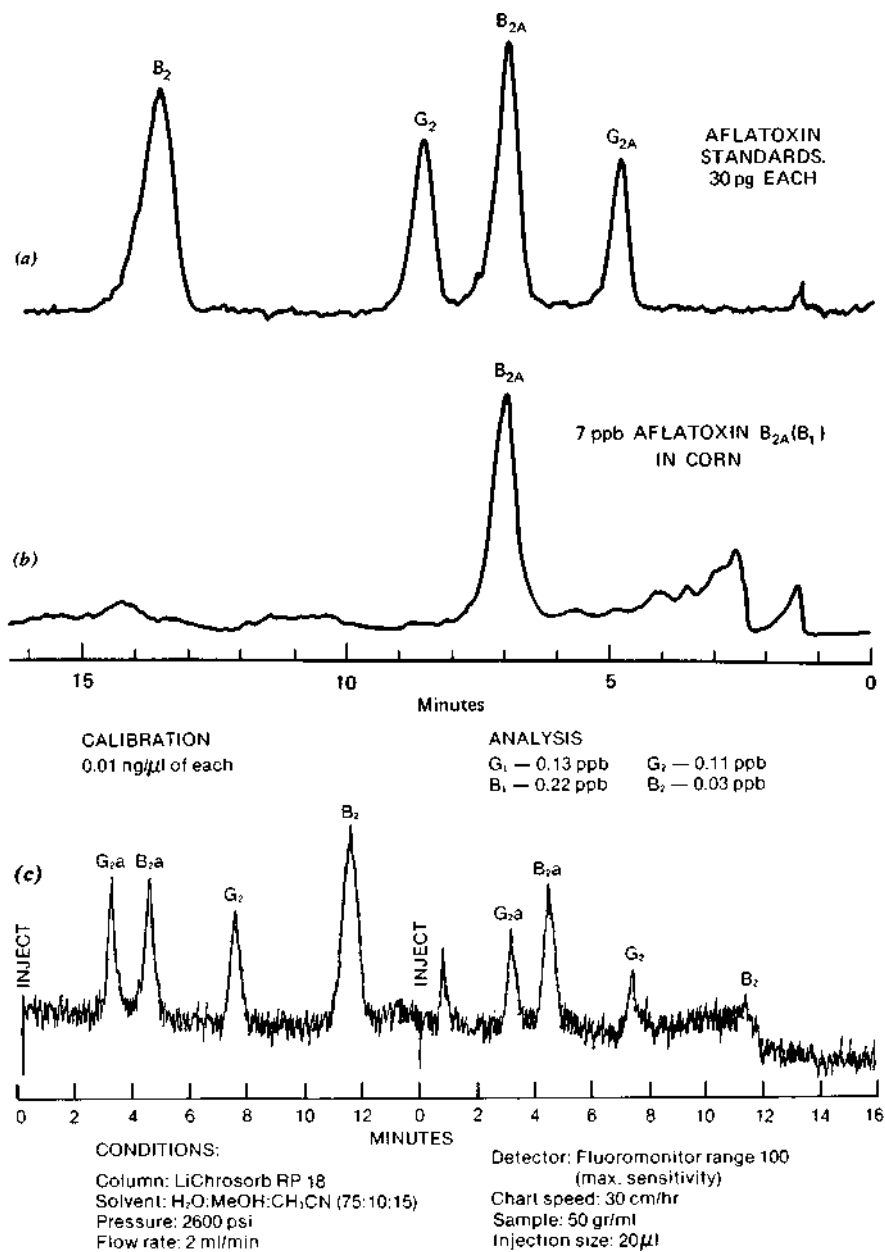 B₂ G₂ B₂A G₂A
AFLATOXIN
STANDARDS.
30 pg EACH
(a)
B₂A
7 ppb AFLATOXIN B₂A(B₁)
IN CORN
(b)
15 10 5 0
Minutes
CALIBRATION
0.01 ng/µl of each
ANALYSIS
G₁ — 0.13 ppb G₂ — 0.11 ppb
B₁ — 0.22 ppb B₂ — 0.03 ppb
(c)
INJECT
G₂a B₂a G₂ B₂
INJECT
G₂a B₂a G₂ B₂
0 2 4 6 8 10 12 0 2 4 6 8 10 12 14 16
MINUTES
CONDITIONS:
Column: LiChrosorb RP 18
Solvent: H₂O:MeOH:CH₃CN (75:10:15)
Pressure: 2600 psi
Flow rate: 2 ml/min
Detector: Fluoromonitor range 100
(max. sensitivity)
Chart speed: 30 cm/hr
Sample: 50 gr/ml
Injection size: 20µl